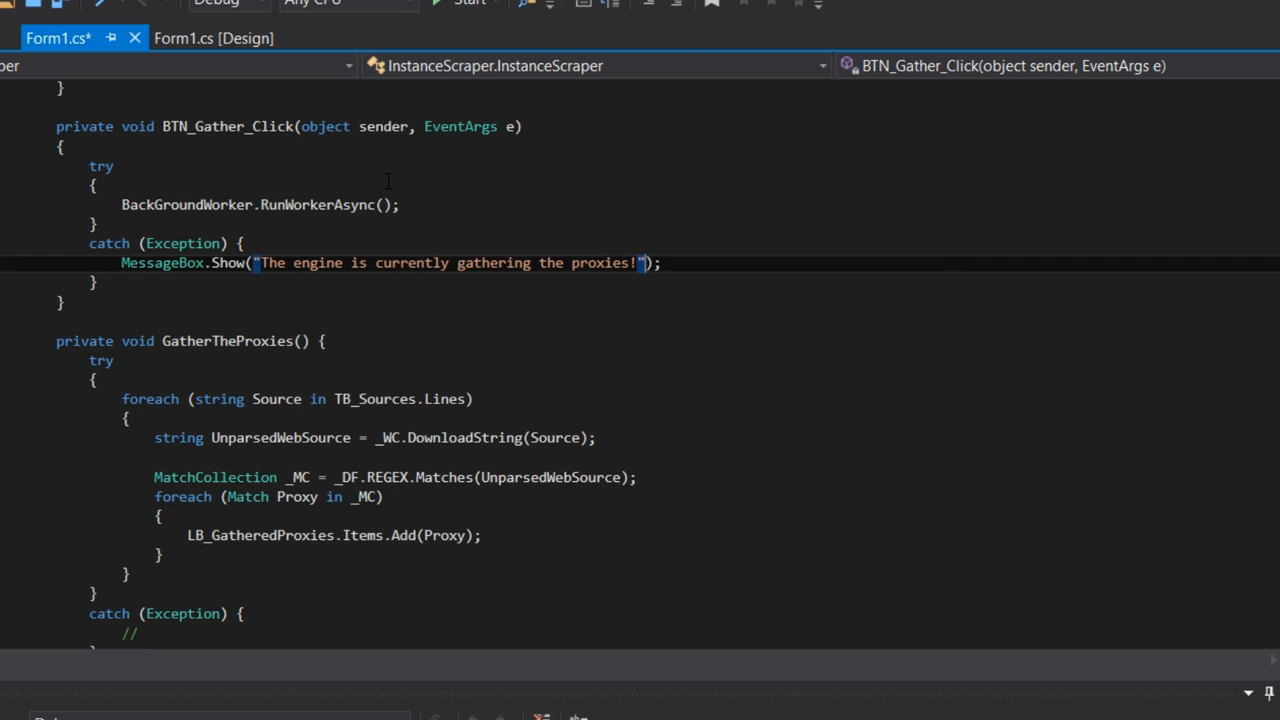 Debug Any CPU Start
Form1.cs* Form1.cs [Design]
per InstanceScraper.InstanceScraper BTN_Gather_Click(object sender, EventArgs e)
}
private void BTN_Gather_Click(object sender, EventArgs e)
{
try
{
BackGroundWorker.RunWorkerAsync();
}
catch (Exception) {
MessageBox.Show("The engine is currently gathering the proxies!");
}
}
private void GatherTheProxies() {
try
{
foreach (string Source in TB_Sources.Lines)
{
string UnparsedWebSource = _WC.DownloadString(Source);
MatchCollection _MC = _DF.REGEX.Matches(UnparsedWebSource);
foreach (Match Proxy in _MC)
{
LB_GatheredProxies.Items.Add(Proxy);
}
}
}
catch (Exception) {
//